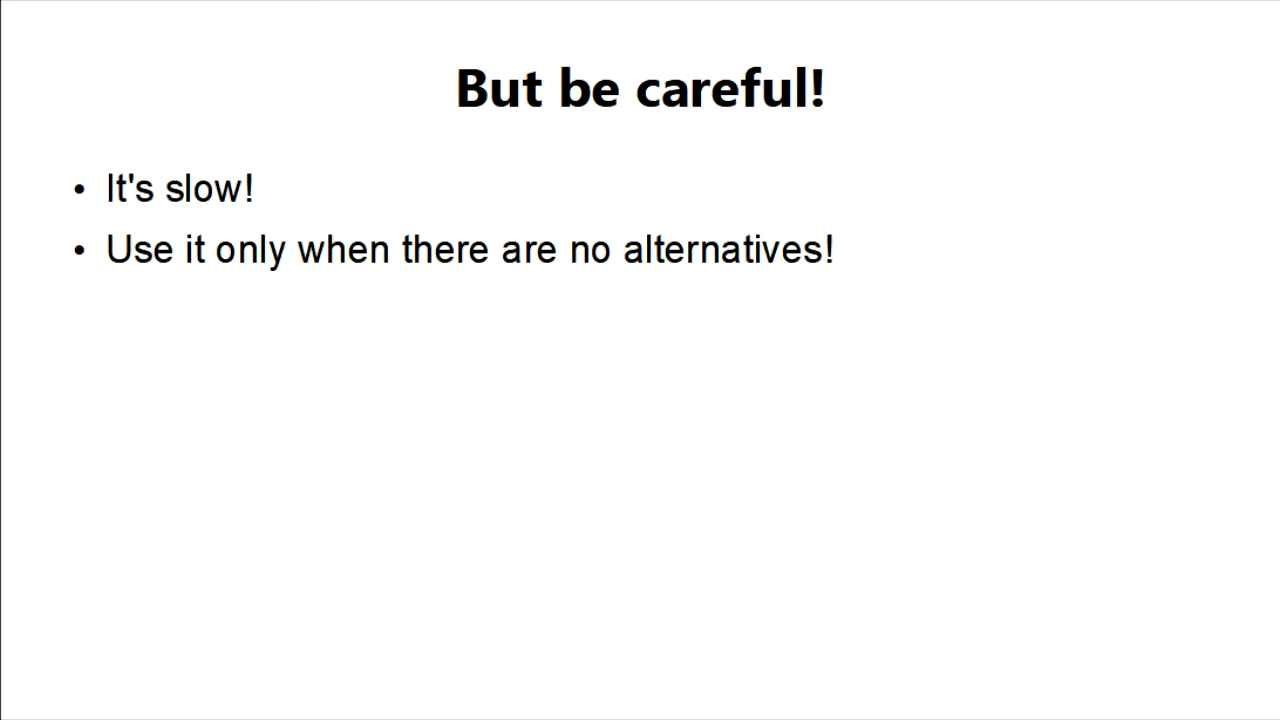 But be careful!
• It's slow!
• Use it only when there are no alternatives!